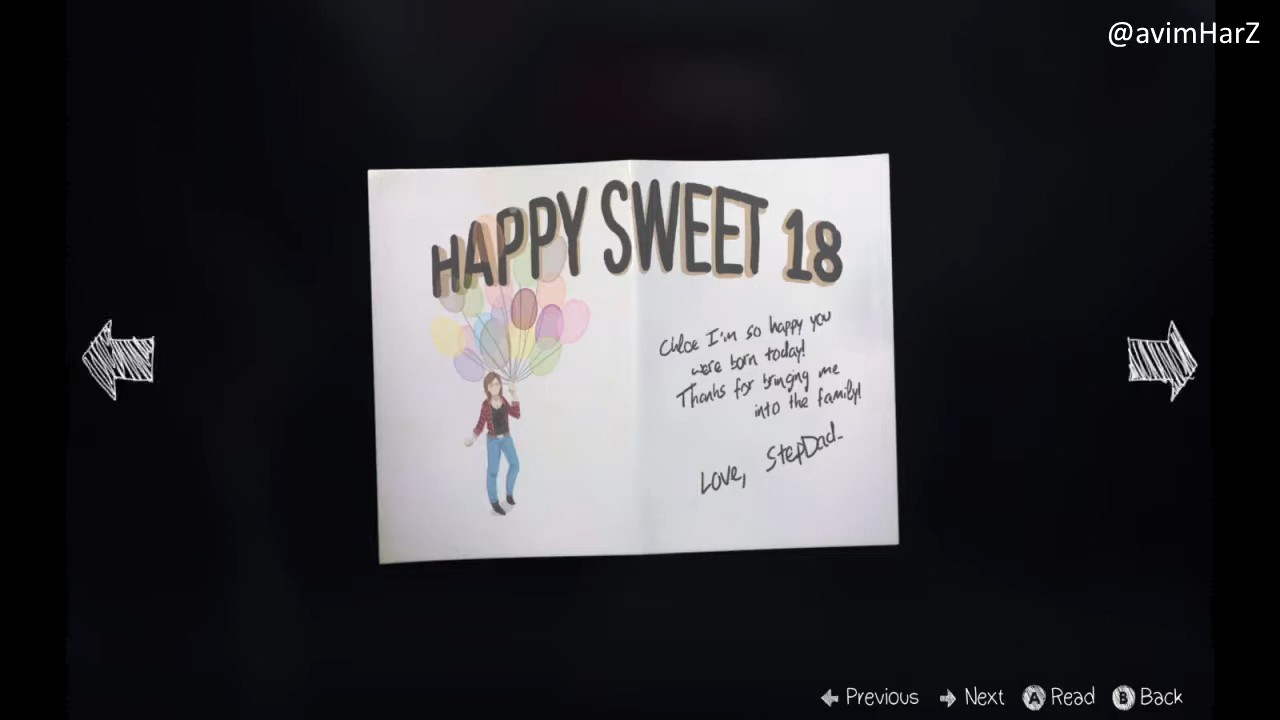 @avimHarZ
HAPPY SWEET 18
Chloe I'm so happy you
were born today!
Thanks for bringing me
into the family!
Love, StepDad-
Previous Next A Read B Back